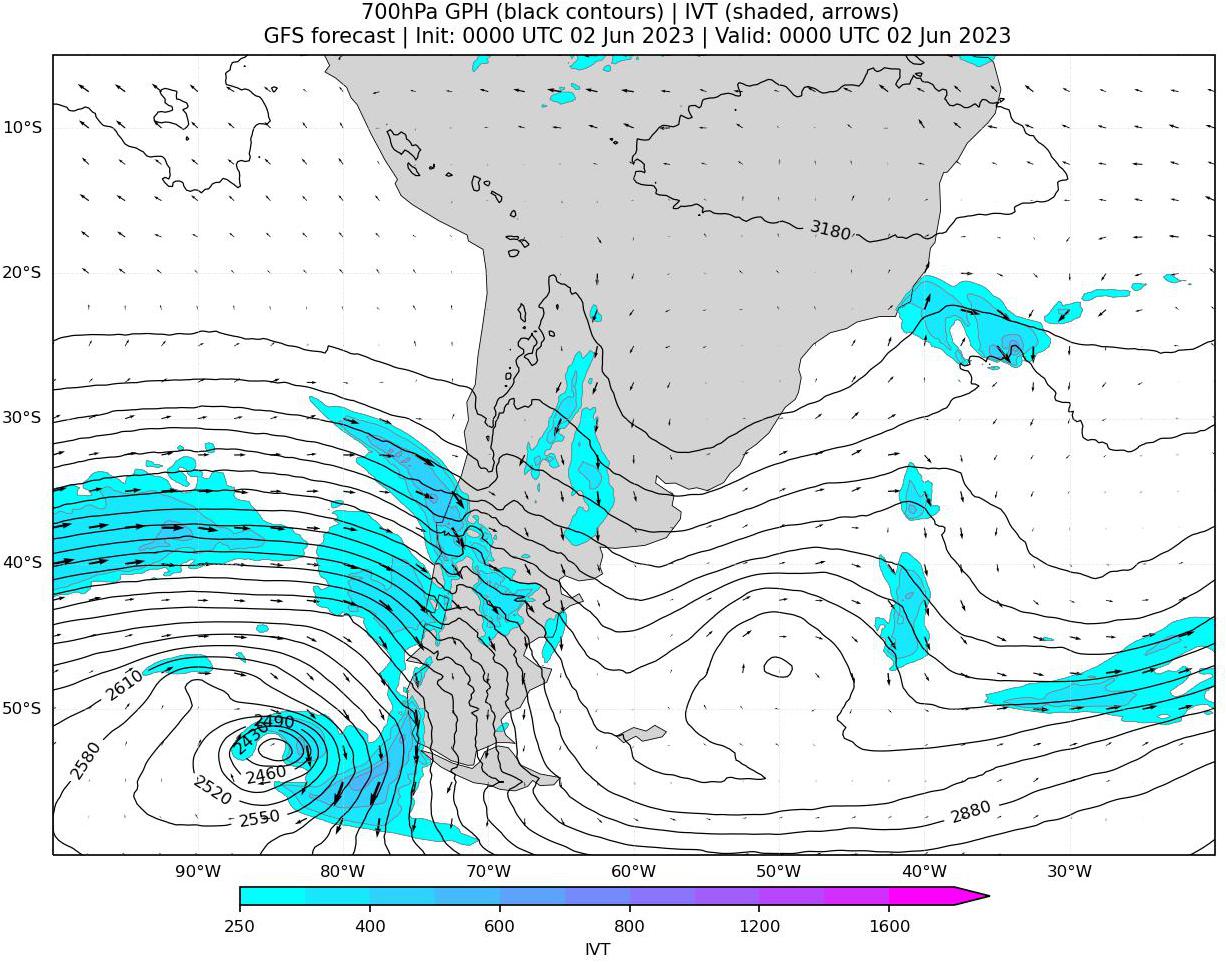 700hPa GPH (black contours) | IVT (shaded, arrows)
GFS forecast | Init: 0000 UTC 02 Jun 2023 | Valid: 0000 UTC 02 Jun 2023
10°S
3180
20°S
30°S
40°S
2610
50°S
2490
2430
2580
2460
2520
2550
2880
90°W 80°W 70°W 60°W 50°W 40°W 30°W
250 400 600 800 1200 1600
IVT